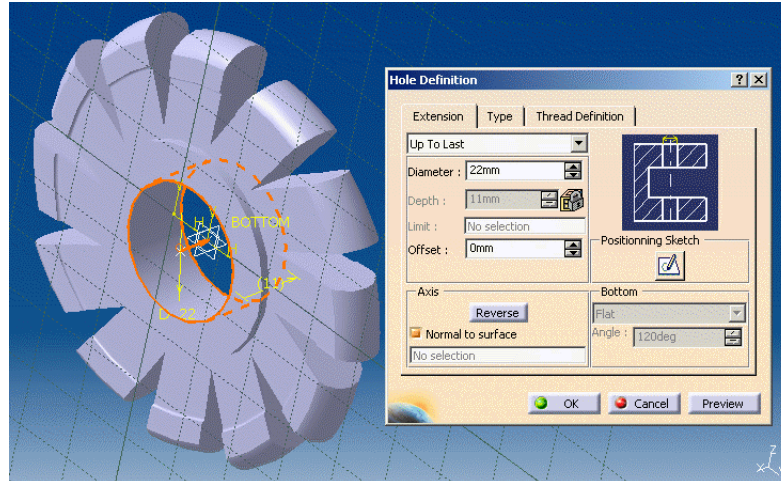 Hole Definition
Extension
Type
Thread Definition
Up To Last
Diameter : 22mm
Depth : 11mm
Limit : No selection
Offset : 0mm
Positionning Sketch
Axis
Reverse
Normal to surface
No selection
Bottom
Flat
Angle : 120deg
OK
Cancel
Preview
H
BOTTOM
H
(11)
D 22
Z
X